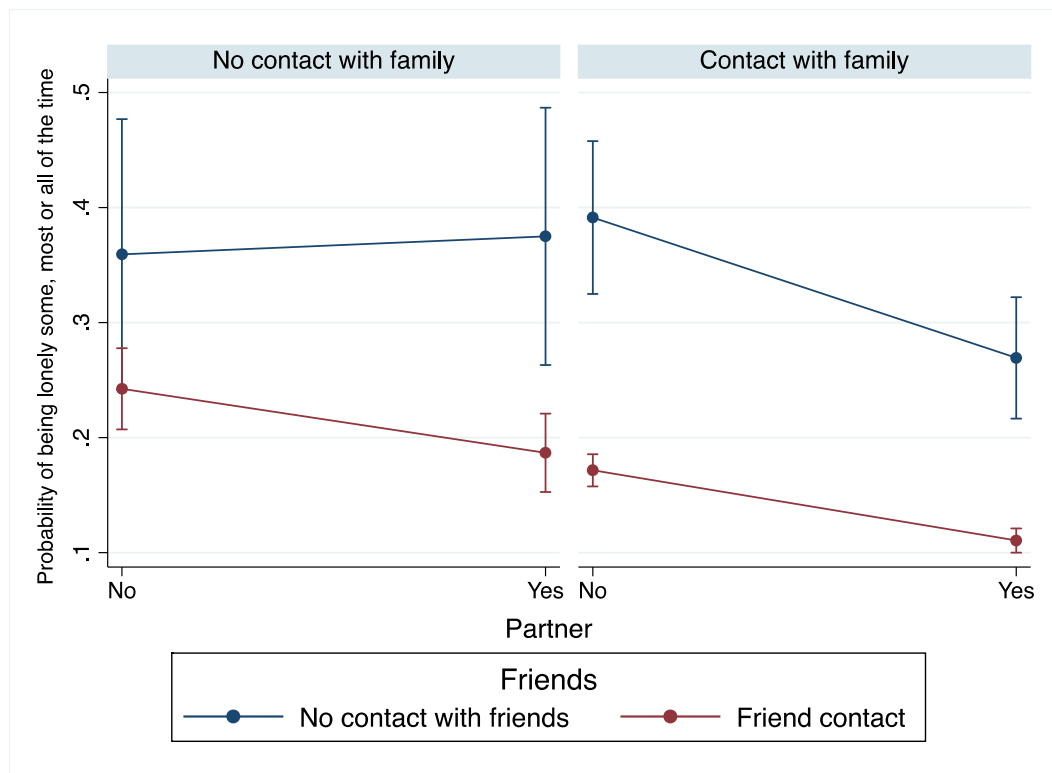 No contact with family
Contact with family
Probability of being lonely some, most or all of the time
.5
.4
.3
.2
.1
No
Yes
No
Yes
Partner
Friends
No contact with friends
Friend contact